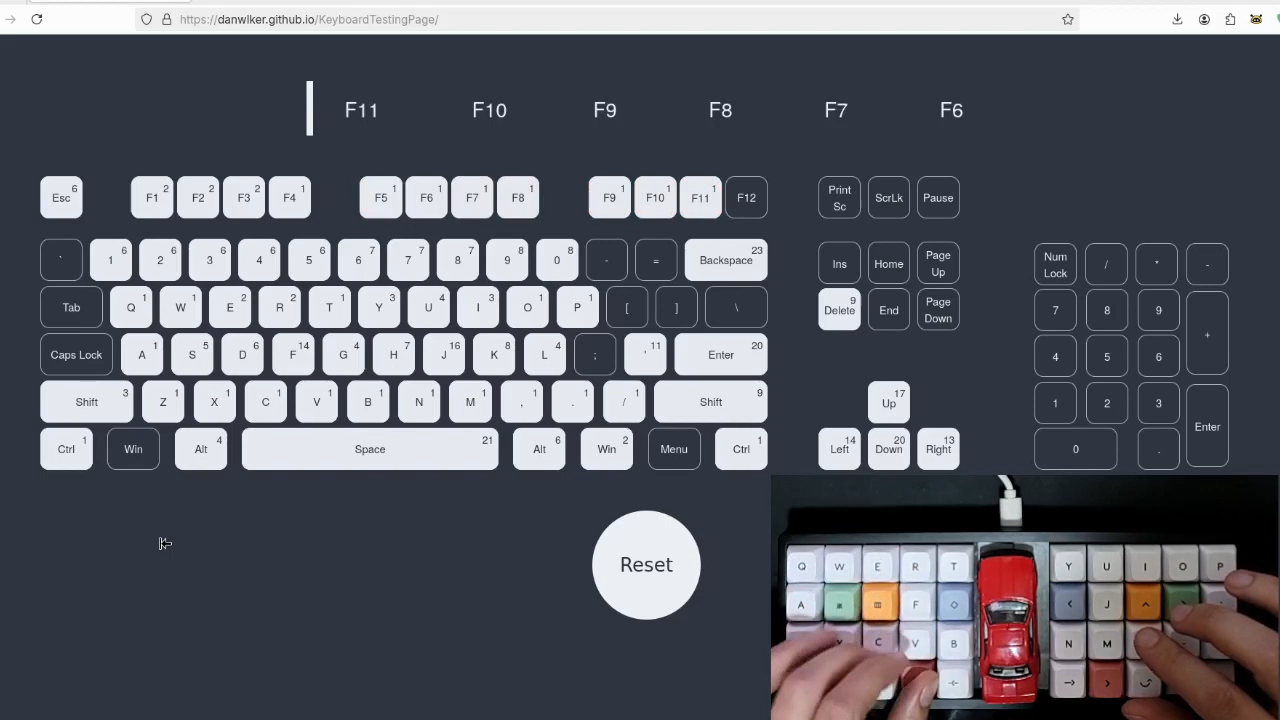 https://danwlker.github.io/KeyboardTestingPage/
F11 F10 F9 F8 F7 F6
Esc 6 F1 2 F2 2 F3 2 F4 1 F5 1 F6 1 F7 1 F8 1 F9 1 F10 1 F11 1 F12 Print Sc ScrLk Pause
` 1 6 2 6 3 6 4 6 5 6 6 7 7 7 8 7 9 8 0 8 - = Backspace 23 Ins Home Page Up Num Lock / * -
Tab Q 1 W 1 E 2 R 2 T 1 Y 3 U 4 I 3 O 1 P 1 [ ] \ Delete 9 End Page Down 7 8 9 +
Caps Lock A 1 S 5 D 6 F 14 G 4 H 7 J 16 K 8 L 4 ; ' 11 Enter 20 4 5 6
Shift 3 Z 1 X 1 C 1 V 1 B 1 N 1 M 1 , 1 . 1 / 1 Shift 9 Up 17 1 2 3 Enter
Ctrl 1 Win Alt 4 Space 21 Alt 6 Win 2 Menu Ctrl 1 Left 14 Down 20 Right 13 0 .
Reset
Q W E R T Y U I O P
A F < J ^
C V B N M
→ >